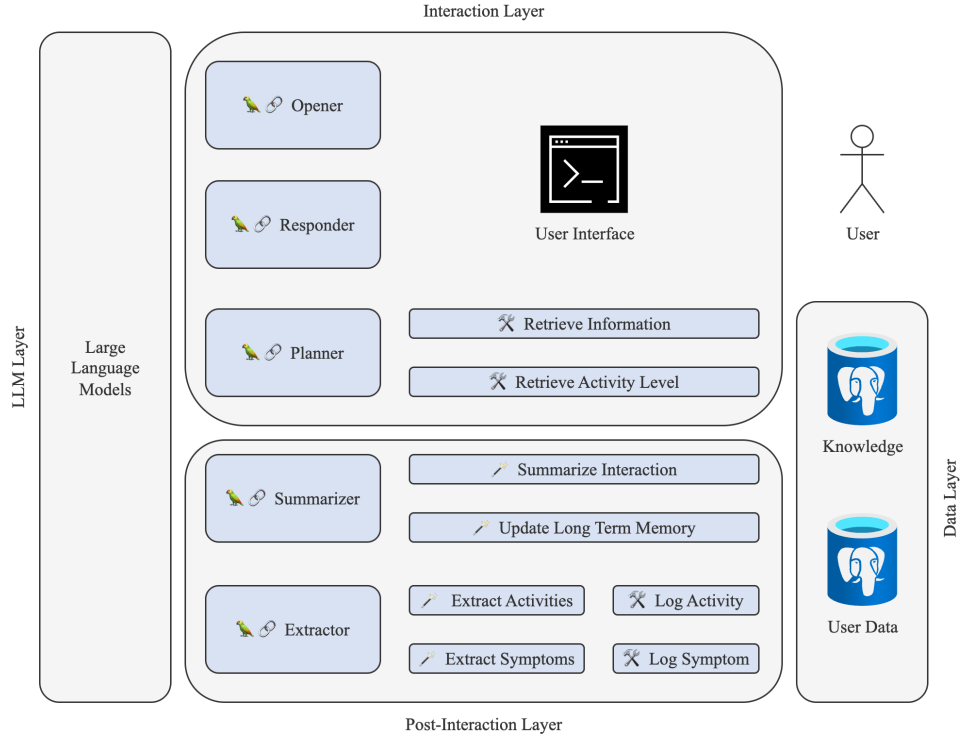 Interaction Layer
Opener
Responder
User Interface
User
Planner
Retrieve Information
Retrieve Activity Level
LLM Layer
Large
Language
Models
Knowledge
Summarizer
Summarize Interaction
Update Long Term Memory
Data Layer
Extractor
Extract Activities
Log Activity
Extract Symptoms
Log Symptom
User Data
Post-Interaction Layer